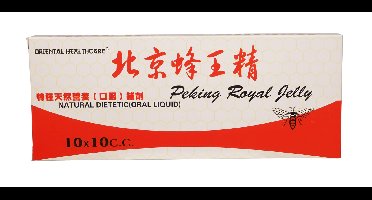 ORIENTAL HEALTHCARE
北京蜂王精
Peking Royal Jelly
NATURAL DIETETIC(ORAL LIQUID)
10x10C.C.